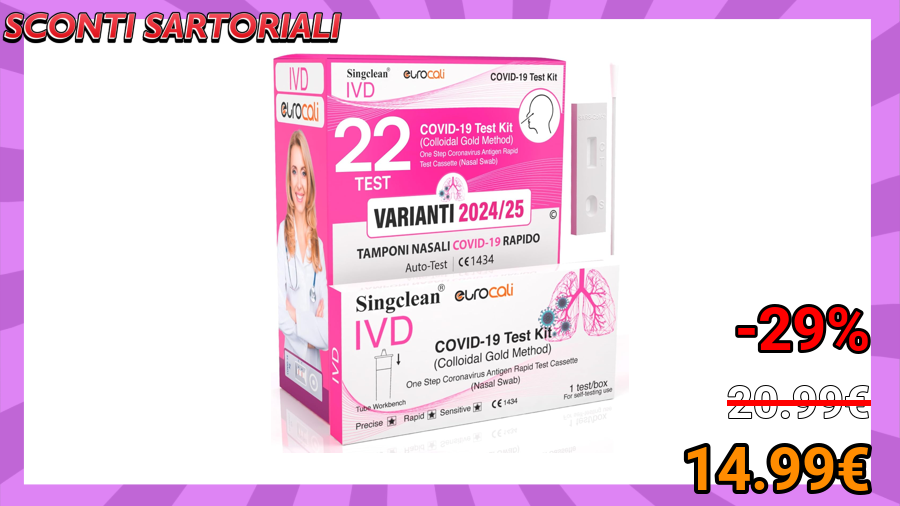 SCONTI SARTORIALI
IVD
eurocali
Singclean® eurocali
IVD
COVID-19 Test Kit
22
TEST
COVID-19 Test Kit
(Colloidal Gold Method)
One Step Coronavirus Antigen Rapid
Test Cassette (Nasal Swab)
VARIANTI 2024/25
©
TAMPONI NASALI COVID-19 RAPIDO
Auto-Test | CE1434
Singclean® eurocali
IVD
IVD
COVID-19 Test Kit
(Colloidal Gold Method)
One Step Coronavirus Antigen Rapid Test Cassette
(Nasal Swab)
Tube Workbench
1 test/box
For self-testing use
Precise Rapid Sensitive CE1434
-29%
20.99€
14.99€